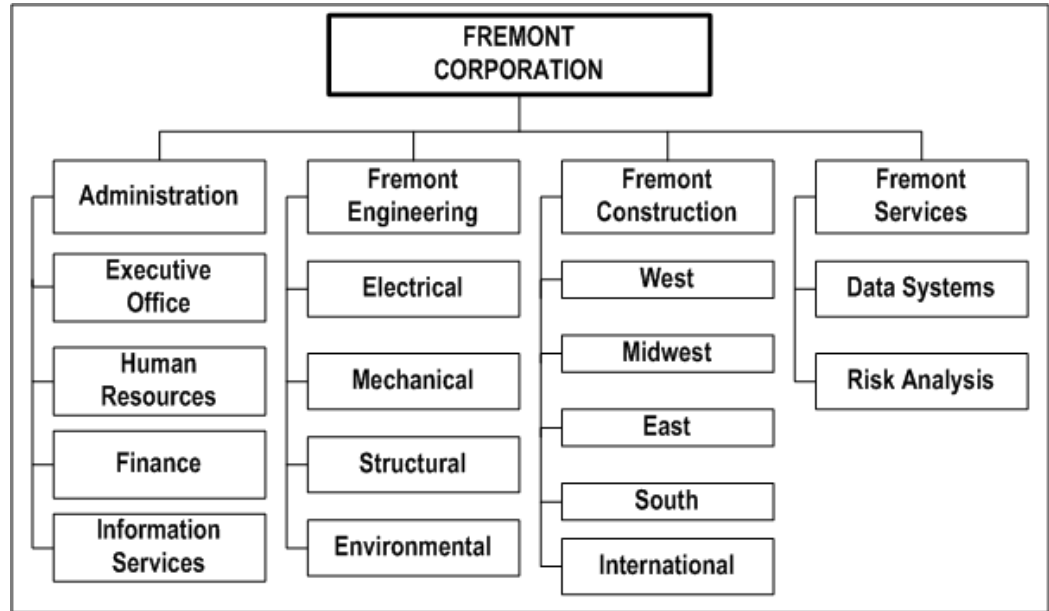 FREMONT
CORPORATION
Administration
Executive
Office
Human
Resources
Finance
Information
Services
Fremont
Engineering
Electrical
Mechanical
Structural
Environmental
Fremont
Construction
West
Midwest
East
South
International
Fremont
Services
Data Systems
Risk Analysis